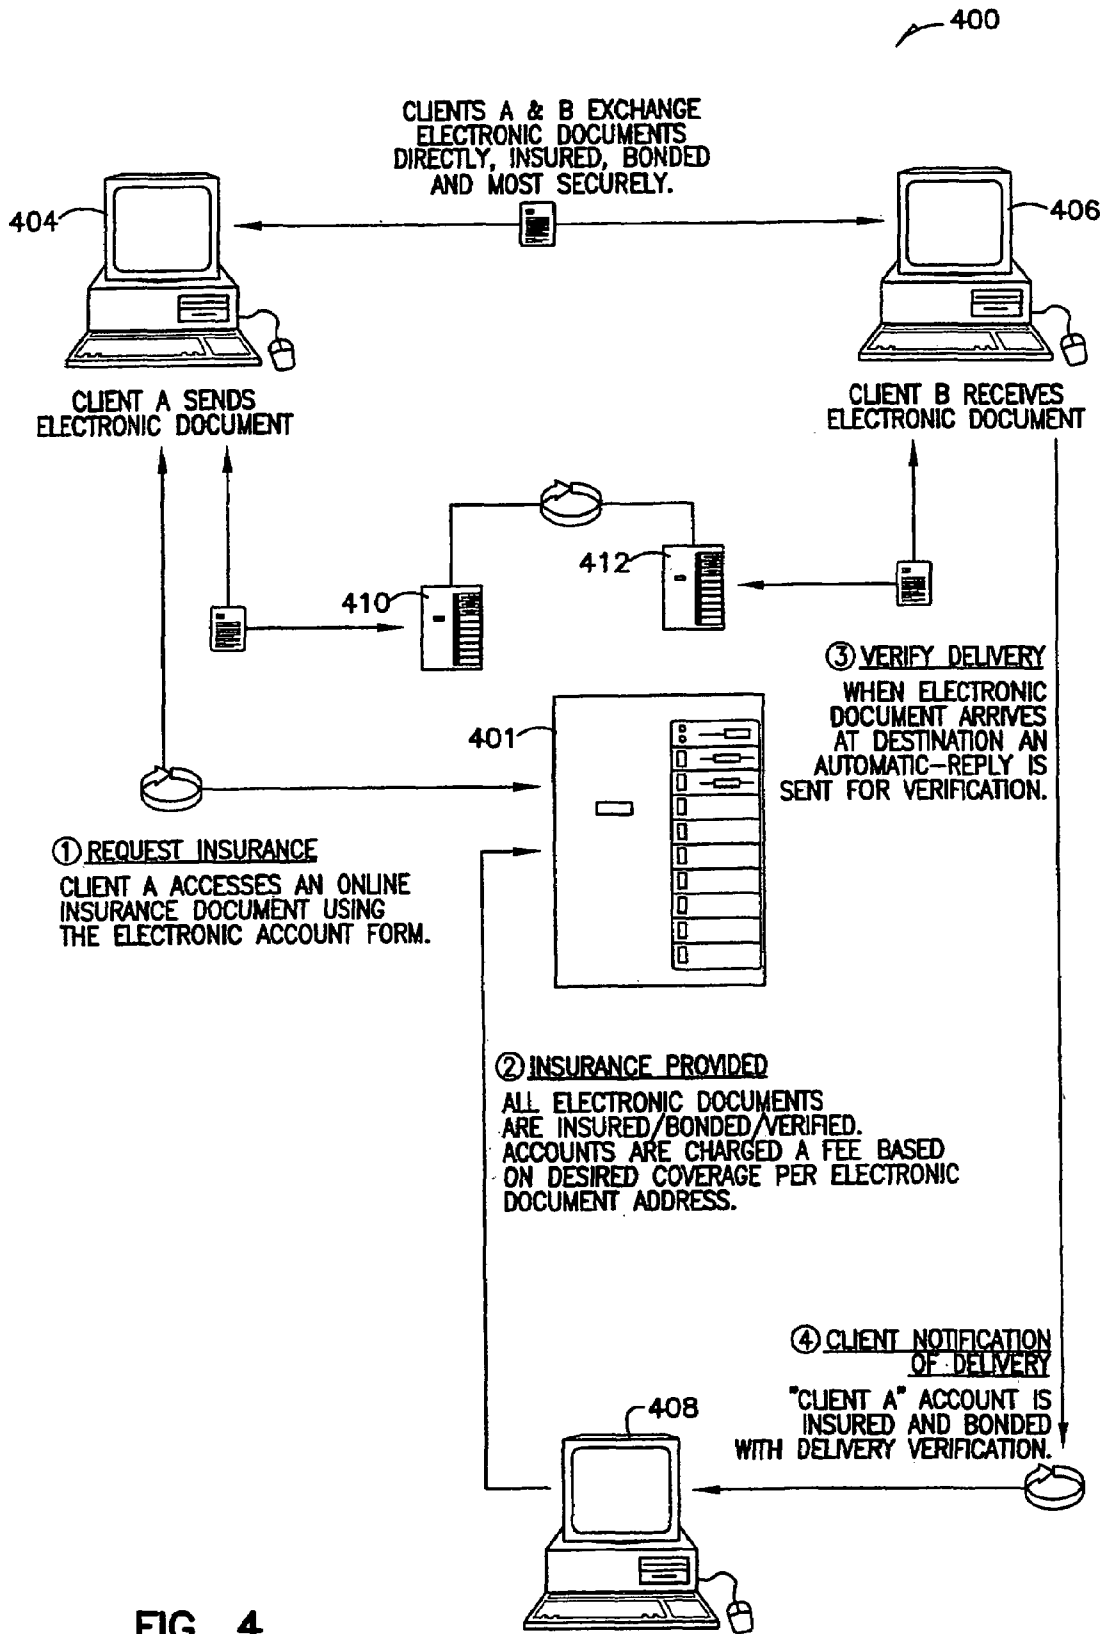 400
CLIENTS A & B EXCHANGE
ELECTRONIC DOCUMENTS
DIRECTLY, INSURED, BONDED
AND MOST SECURELY.
404
406
CLIENT A SENDS
ELECTRONIC DOCUMENT
CLIENT B RECEIVES
ELECTRONIC DOCUMENT
412
410
③ VERIFY DELIVERY
WHEN ELECTRONIC
DOCUMENT ARRIVES
AT DESTINATION AN
AUTOMATIC-REPLY IS
SENT FOR VERIFICATION.
401
① REQUEST INSURANCE
CLIENT A ACCESSES AN ONLINE
INSURANCE DOCUMENT USING
THE ELECTRONIC ACCOUNT FORM.
② INSURANCE PROVIDED
ALL ELECTRONIC DOCUMENTS
ARE INSURED/BONDED/VERIFIED.
ACCOUNTS ARE CHARGED A FEE BASED
ON DESIRED COVERAGE PER ELECTRONIC
DOCUMENT ADDRESS.
④ CLIENT NOTIFICATION
OF DELIVERY
"CLIENT A" ACCOUNT IS
INSURED AND BONDED
WITH DELIVERY VERIFICATION.
408
FIG. 4